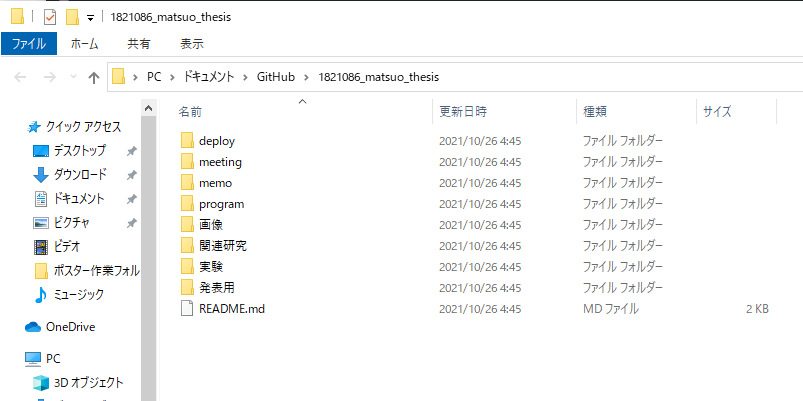 1821086_matsuo_thesis
ファイル ホーム 共有 表示
PC ドキュメント GitHub 1821086_matsuo_thesis
名前 更新日時 種類 サイズ
クイック アクセス
デスクトップ
ダウンロード
ドキュメント
ピクチャ
ビデオ
ポスター作業フォル
ミュージック
OneDrive
PC
3D オブジェクト
deploy 2021/10/26 4:45 ファイル フォルダー
meeting 2021/10/26 4:45 ファイル フォルダー
memo 2021/10/26 4:45 ファイル フォルダー
program 2021/10/26 4:45 ファイル フォルダー
画像 2021/10/26 4:45 ファイル フォルダー
関連研究 2021/10/26 4:45 ファイル フォルダー
実験 2021/10/26 4:45 ファイル フォルダー
発表用 2021/10/26 4:45 ファイル フォルダー
README.md 2021/10/26 4:45 MD ファイル 2 KB